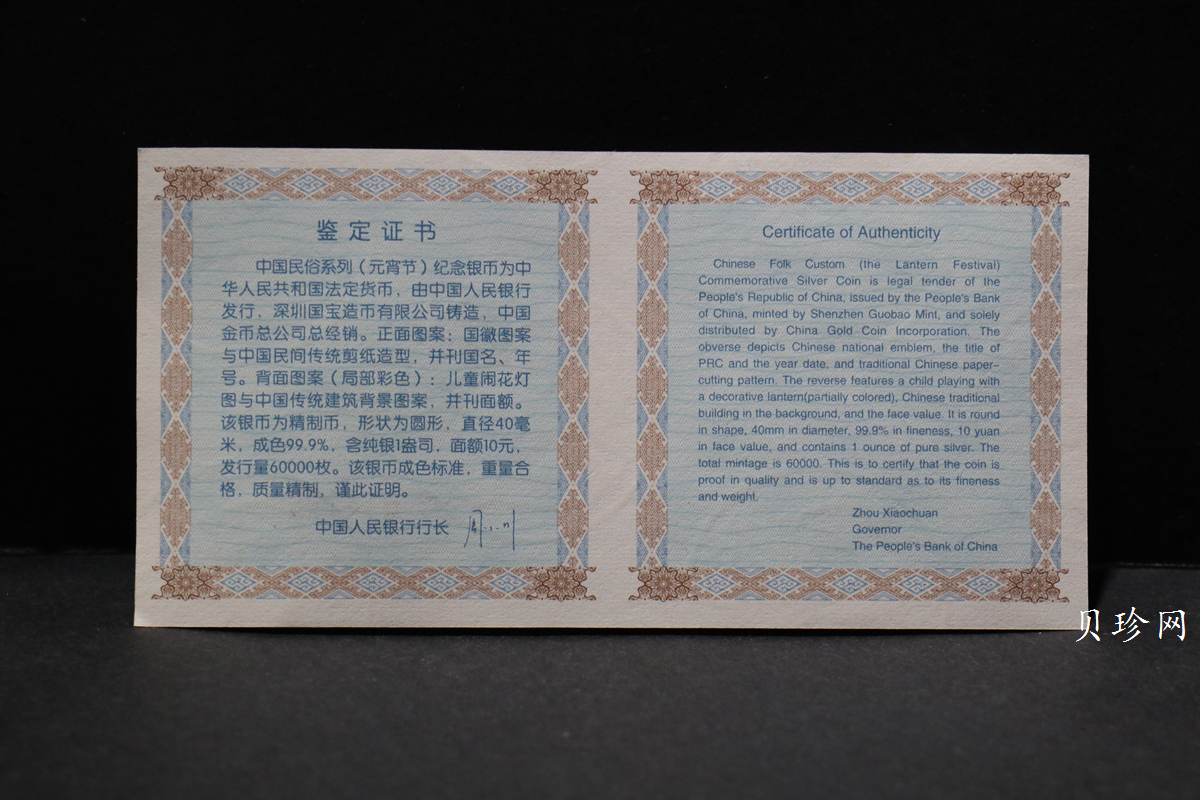 鉴定证书
中国民俗系列（元宵节）纪念银币为中
华人民共和国法定货币，由中国人民银行
发行，深圳国宝造币有限公司铸造，中国
金币总公司总经销。正面图案：国徽图案
与中国民间传统剪纸造型，并刊国名、年
号。背面图案（局部彩色）：儿童闹花灯
图与中国传统建筑背景图案，并刊面额。
该银币为精制币，形状为圆形，直径40毫
米，成色99.9%，含纯银1盎司，面额10元，
发行量60000枚。该银币成色标准，重量合
格，质量精制，谨此证明。
中国人民银行行长 周小川
Certificate of Authenticity
Chinese Folk Custom (the Lantern Festival)
Commemorative Silver Coin is legal tender of the
People's Republic of China, issued by the People's Bank
of China, minted by Shenzhen Guobao Mint, and solely
distributed by China Gold Coin Incorporation. The
obverse depicts Chinese national emblem, the title of
PRC and the year date, and traditional Chinese paper-
cutting pattern. The reverse features a child playing with
a decorative lantern(partially colored), Chinese traditional
building in the background, and the face value. It is round
in shape, 40mm in diameter, 99.9% in fineness, 10 yuan
in face value, and contains 1 ounce of pure silver. The
total mintage is 60000. This is to certify that the coin is
proof in quality and is up to standard as to its fineness
and weight.
Zhou Xiaochuan
Governor
The People's Bank of China
贝珍网